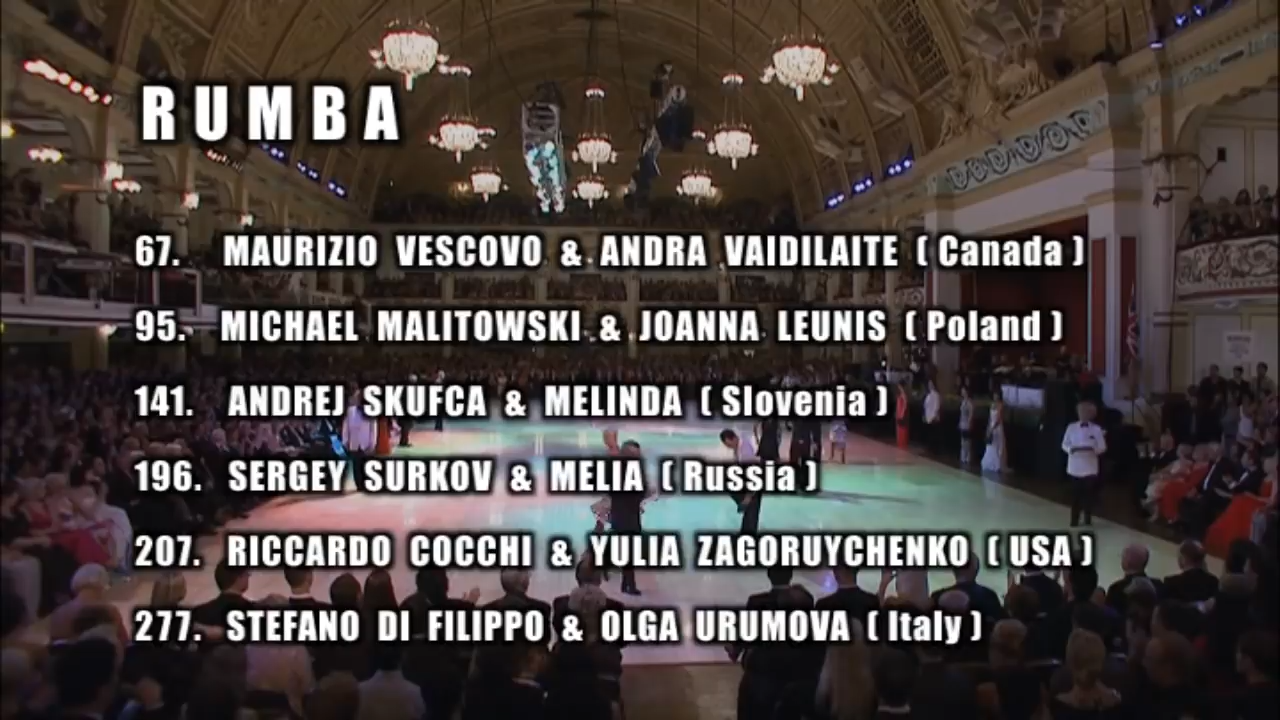 RUMBA
67. MAURIZIO VESCOVO & ANDRA VAIDILAITE ( Canada )
95. MICHAEL MALITOWSKI & JOANNA LEUNIS ( Poland )
141. ANDREJ SKUFCA & MELINDA ( Slovenia )
196. SERGEY SURKOV & MELIA ( Russia )
207. RICCARDO COCCHI & YULIA ZAGORUYCHENKO ( USA )
277. STEFANO DI FILIPPO & OLGA URUMOVA ( Italy )